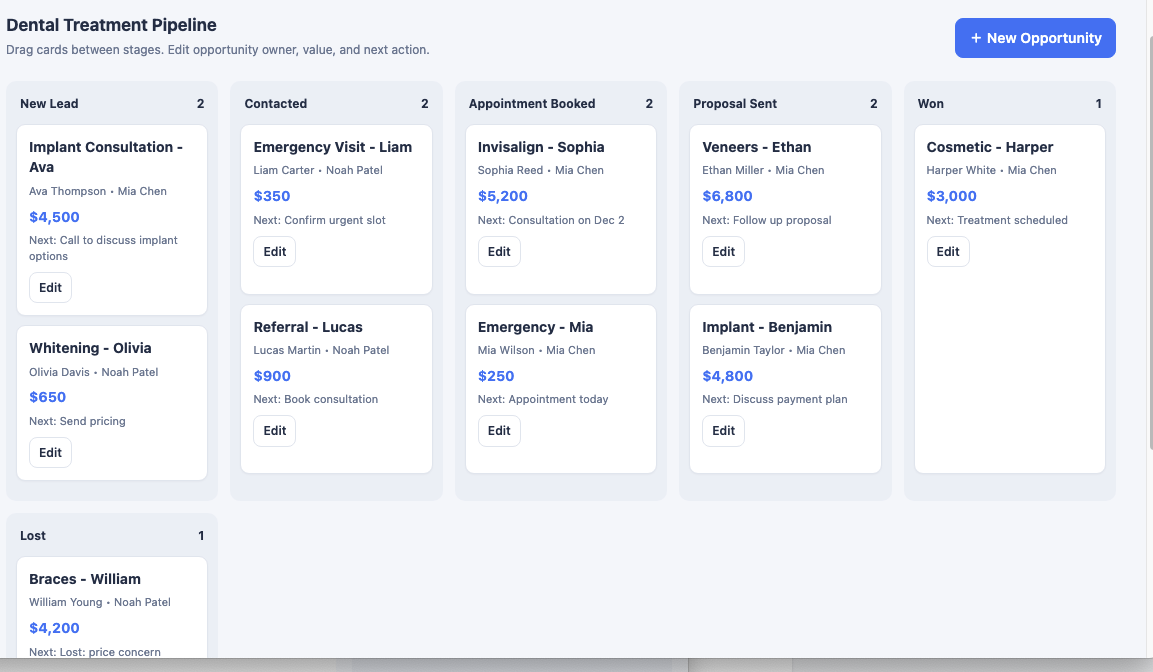 Dental Treatment Pipeline
Drag cards between stages. Edit opportunity owner, value, and next action.
+ New Opportunity
New Lead 2
Implant Consultation -
Ava
Ava Thompson • Mia Chen
$4,500
Next: Call to discuss implant
options
Edit
Whitening - Olivia
Olivia Davis • Noah Patel
$650
Next: Send pricing
Edit
Contacted 2
Emergency Visit - Liam
Liam Carter • Noah Patel
$350
Next: Confirm urgent slot
Edit
Referral - Lucas
Lucas Martin • Noah Patel
$900
Next: Book consultation
Edit
Appointment Booked 2
Invisalign - Sophia
Sophia Reed • Mia Chen
$5,200
Next: Consultation on Dec 2
Edit
Emergency - Mia
Mia Wilson • Mia Chen
$250
Next: Appointment today
Edit
Proposal Sent 2
Veneers - Ethan
Ethan Miller • Mia Chen
$6,800
Next: Follow up proposal
Edit
Implant - Benjamin
Benjamin Taylor • Mia Chen
$4,800
Next: Discuss payment plan
Edit
Won 1
Cosmetic - Harper
Harper White • Mia Chen
$3,000
Next: Treatment scheduled
Edit
Lost 1
Braces - William
William Young • Noah Patel
$4,200
Next: Lost: price concern